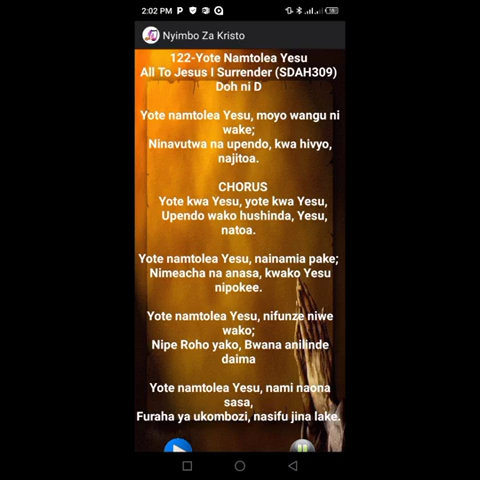 2:02 PM P
Nyimbo Za Kristo
122-Yote Namtolea Yesu
All To Jesus I Surrender (SDAH309)
Doh ni D
Yote namtolea Yesu, moyo wangu ni
wake;
Ninavutwa na upendo, kwa hivyo,
najitoa.
CHORUS
Yote kwa Yesu, yote kwa Yesu,
Upendo wako hushinda, Yesu,
natoa.
Yote namtolea Yesu, nainamia pake;
Nimeacha na anasa, kwako Yesu
nipokee.
Yote namtolea Yesu, nifunze niwe
wako;
Nipe Roho yako, Bwana anilinde
daima
Yote namtolea Yesu, nami naona
sasa,
Furaha ya ukombozi, nasifu jina lake.